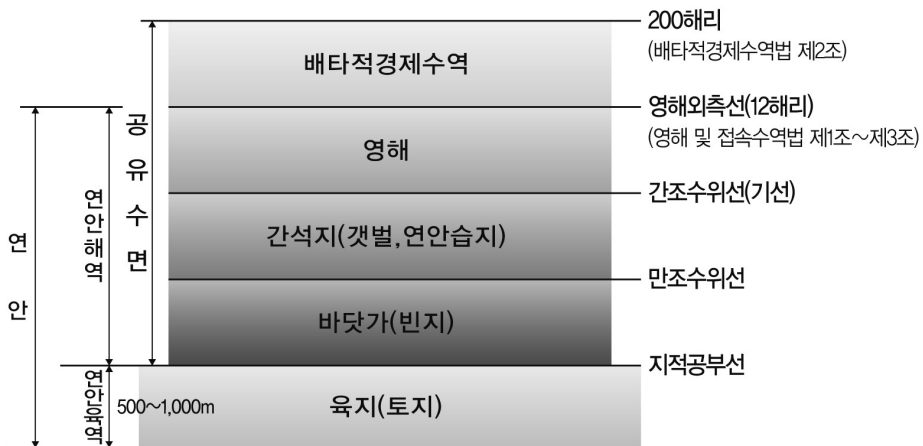 200해리
(배타적경제수역법 제2조)
배타적경제수역
영해외측선(12해리)
(영해 및 접속수역법 제1조~제3조)
공유수면
영해
연안해역
간조수위선(기선)
간석지(갯벌,연안습지)
연안
만조수위선
바닷가(빈지)
지적공부선
연안육역
500~1,000m
육지(토지)